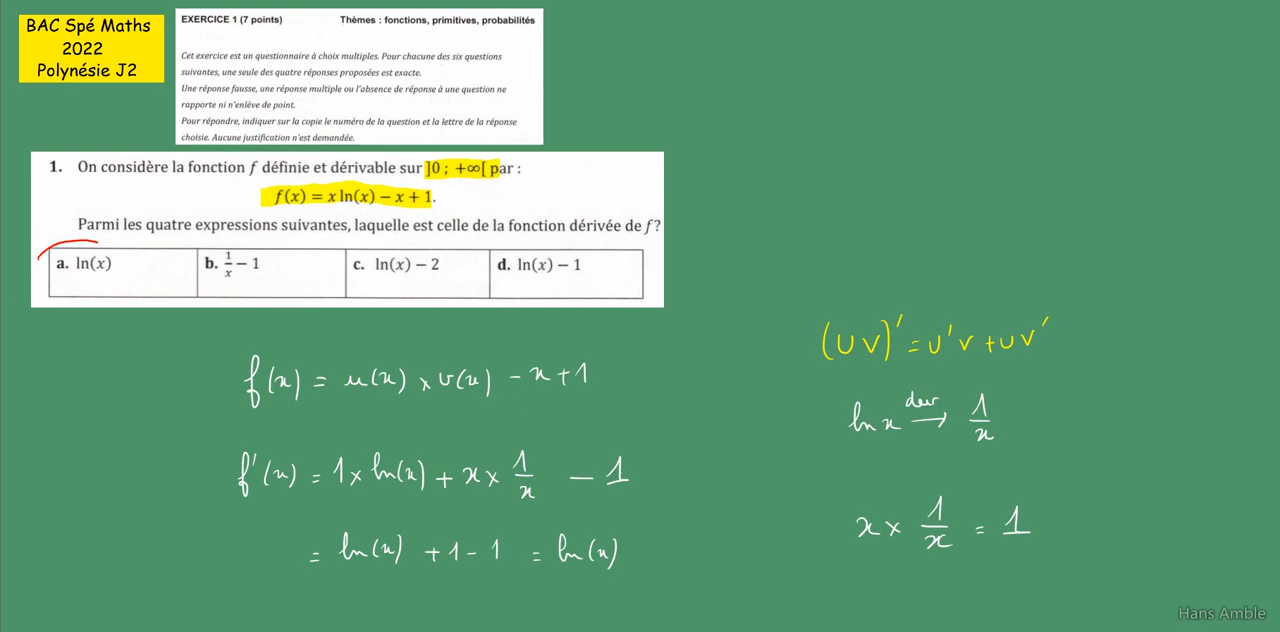 BAC Spé Maths
2022
Polynésie J2
EXERCICE 1 (7 points) Thèmes : fonctions, primitives, probabilités
Cet exercice est un questionnaire à choix multiples. Pour chacune des six questions
suivantes, une seule des quatre réponses proposées est exacte.
Une réponse fausse, une réponse multiple ou l'absence de réponse à une question ne
rapporte ni n'enlève de point.
Pour répondre, indiquer sur la copie le numéro de la question et la lettre de la réponse
choisie. Aucune justification n'est demandée.
1. On considère la fonction f définie et dérivable sur ]0 ; +∞[ par :
f(x) = x ln(x) − x + 1.
Parmi les quatre expressions suivantes, laquelle est celle de la fonction dérivée de f ?
a. ln(x) b. 1/x − 1 c. ln(x) − 2 d. ln(x) − 1
(UV)' = U'V + UV'
f(x) = u(x) × v(x) − x + 1
ln x → 1/x
f'(x) = 1 × ln(x) + x × 1/x − 1
x × 1/x = 1
= ln(x) + 1 − 1 = ln(x)
Hans Amble